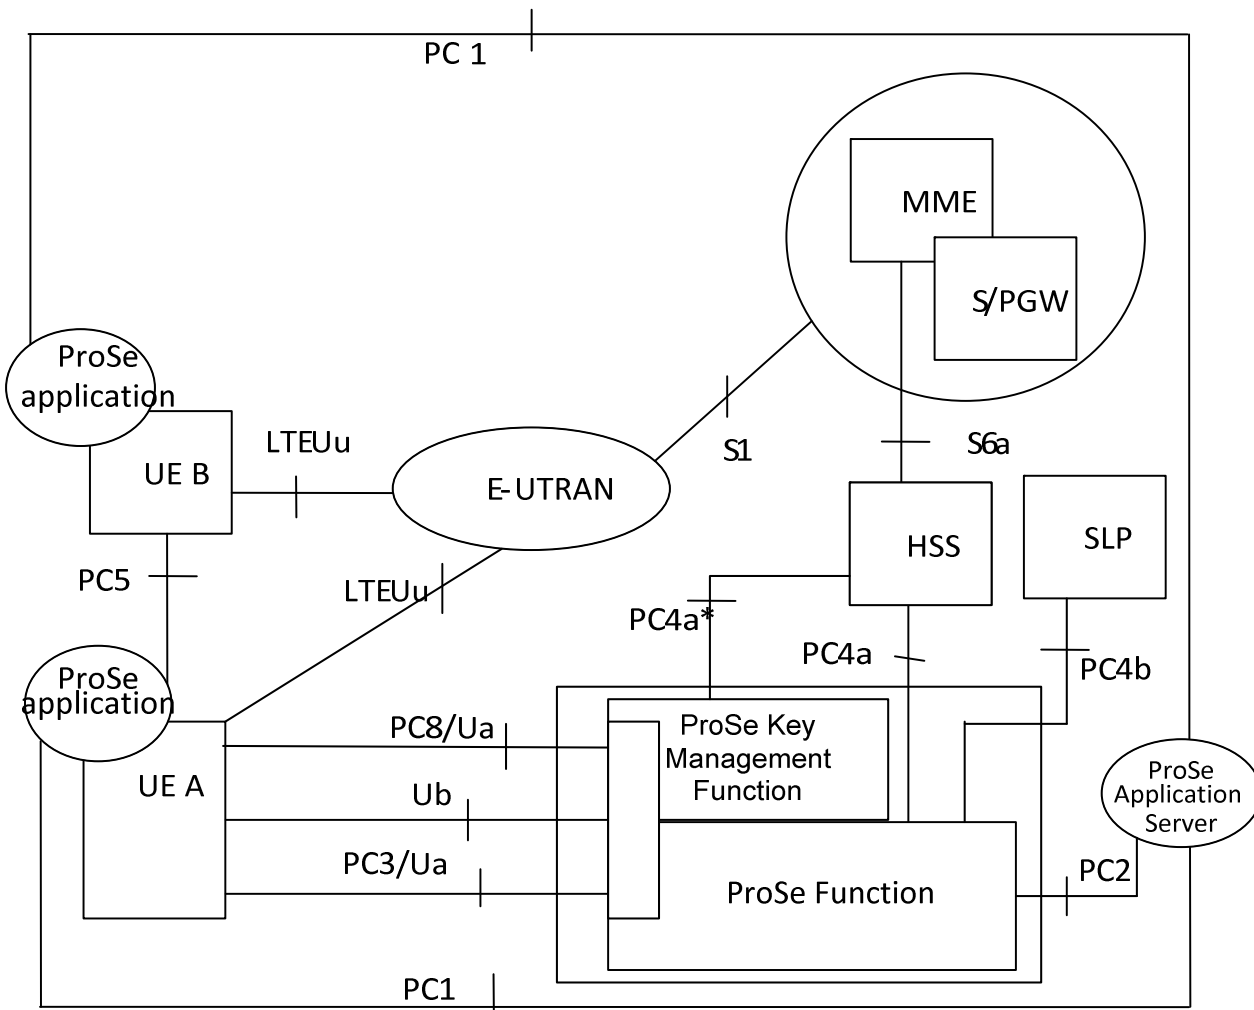 PC 1
MME
S/PGW
ProSe
application
LTEUu
UE B
E-UTRAN
S1
S6a
HSS
SLP
PC5
LTEUu
PC4a*
PC4a
PC4b
ProSe
application
PC8/Ua
ProSe Key
Management
Function
UE A
Ub
ProSe
Application
Server
PC3/Ua
ProSe Function
PC2
PC1